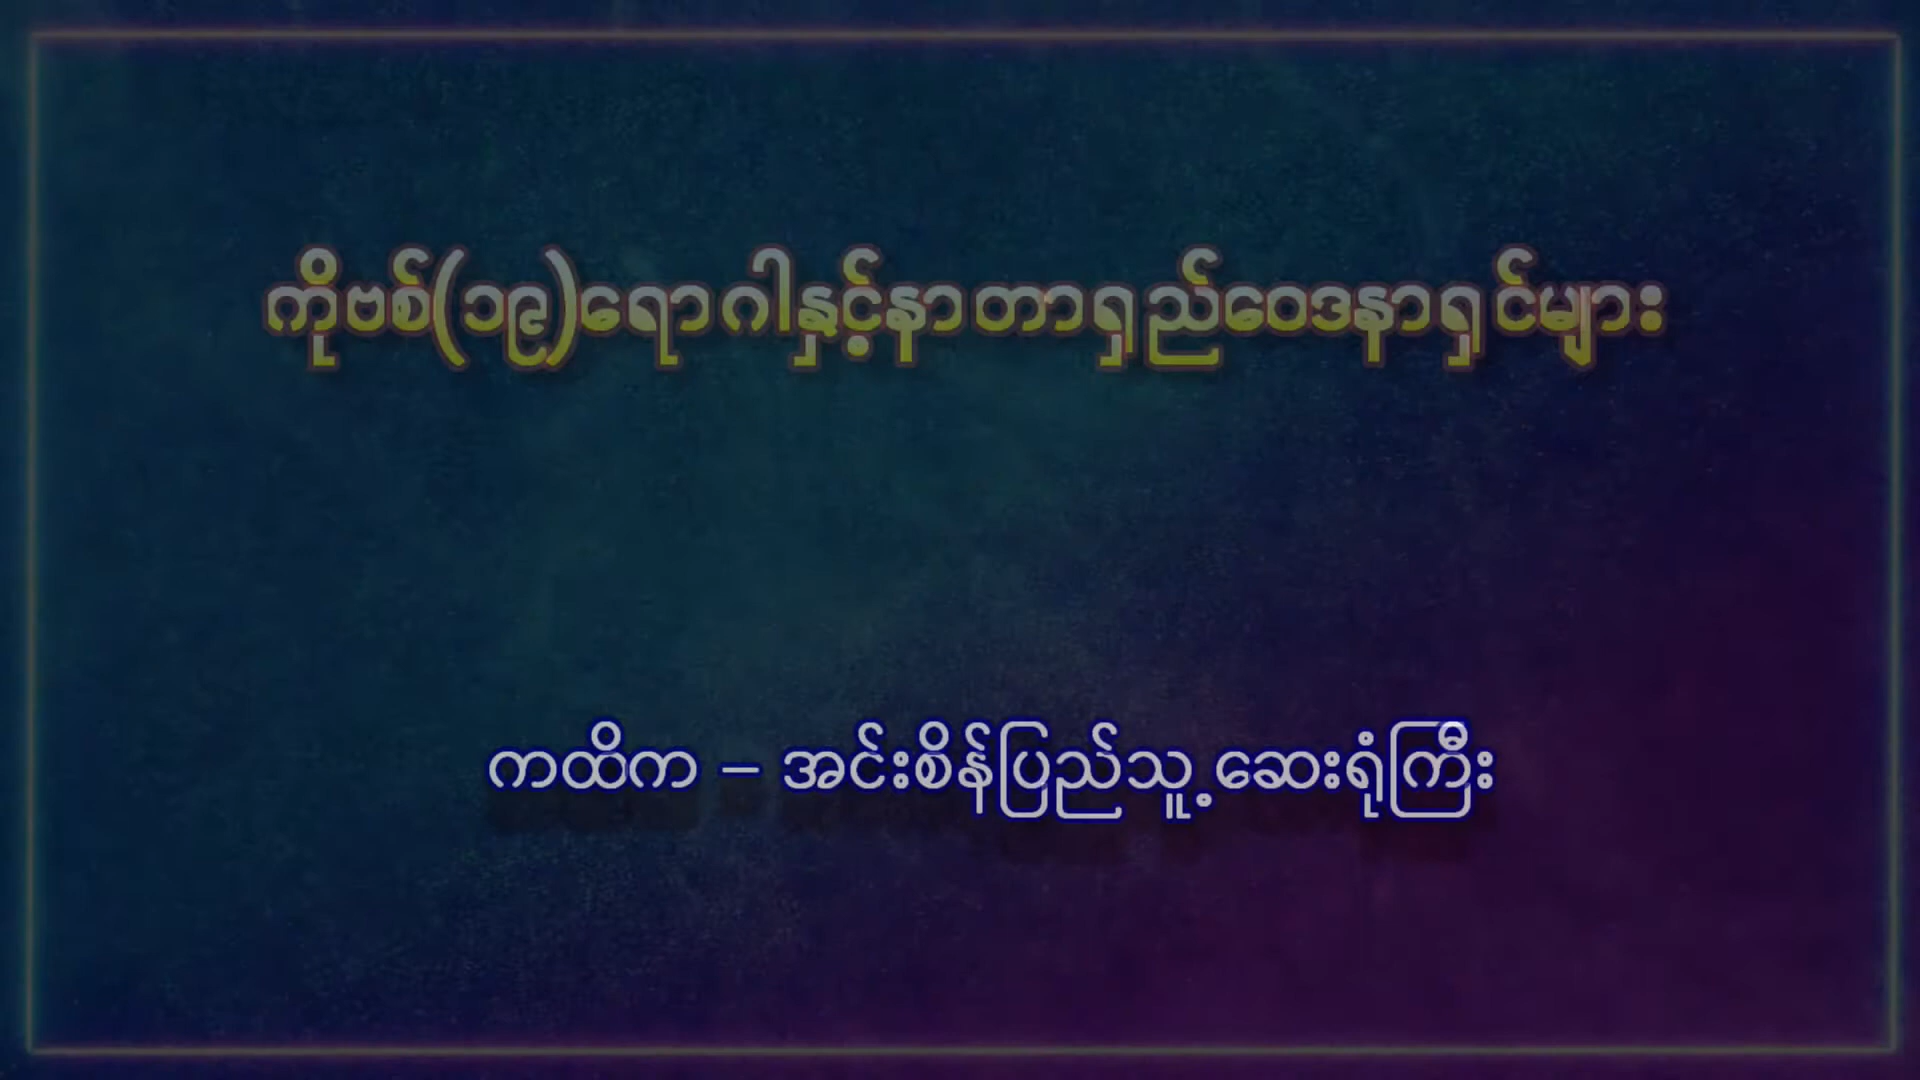 ကိုဗစ်(၁၉)ရောဂါနှင့်နာတာရှည်ဝေဒနာရှင်များ
ကထိက – အင်းစိန်ပြည်သူ့ဆေးရုံကြီး